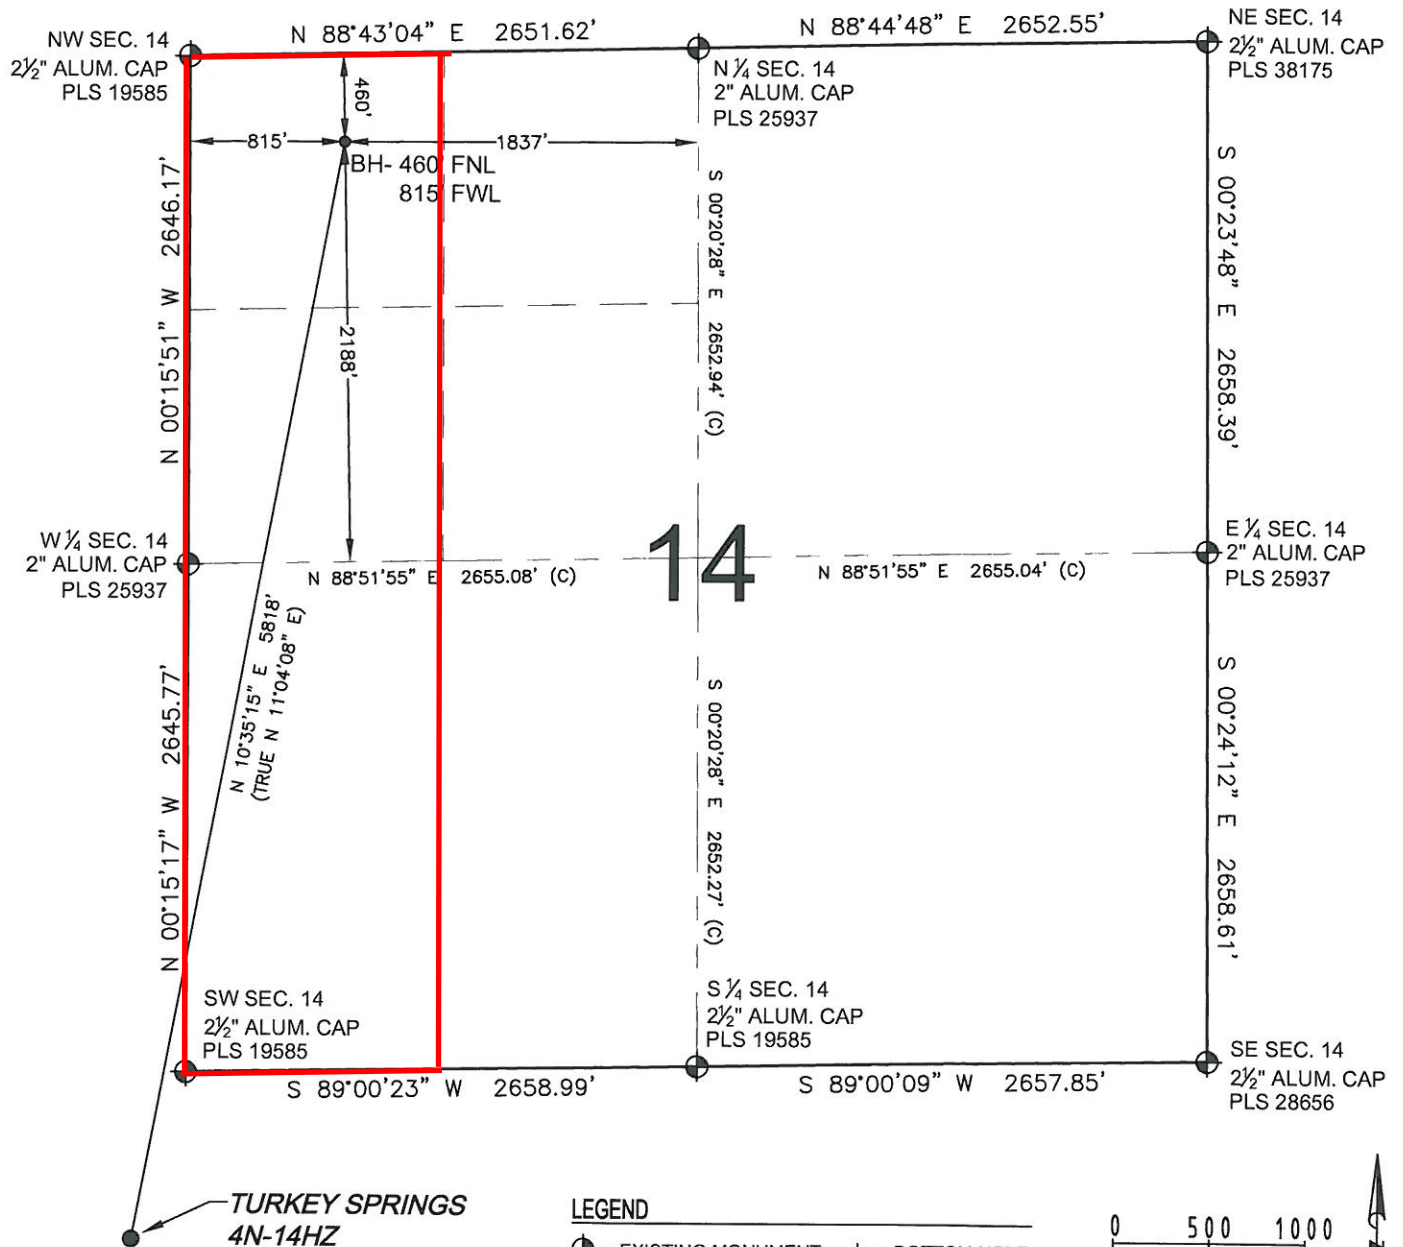 N 88°43'04" E 2651.62'
N 88°44'48" E 2652.55'
NW SEC. 14
2½" ALUM. CAP
PLS 19585
N ¼ SEC. 14
2" ALUM. CAP
PLS 25937
NE SEC. 14
2½" ALUM. CAP
PLS 38175
460'
815'
1837'
BH- 460 FNL
815 FWL
N 00°15'51" W 2646.17'
S 00°20'28" E 2652.94' (C)
S 00°23'48" E 2658.39'
2188'
W ¼ SEC. 14
2" ALUM. CAP
PLS 25937
14
N 88°51'55" E 2655.08' (C)
N 88°51'55" E 2655.04' (C)
E ¼ SEC. 14
2" ALUM. CAP
PLS 25937
N 10°35'15" E 5818'
(TRUE N 11°04'08" E)
N 00°15'17" W 2645.77'
S 00°20'28" E 2652.27' (C)
S 00°24'12" E 2658.61'
SW SEC. 14
2½" ALUM. CAP
PLS 19585
S ¼ SEC. 14
2½" ALUM. CAP
PLS 19585
SE SEC. 14
2½" ALUM. CAP
PLS 28656
S 89°00'23" W 2658.99'
S 89°00'09" W 2657.85'
TURKEY SPRINGS
4N-14HZ
LEGEND
0 500 1000